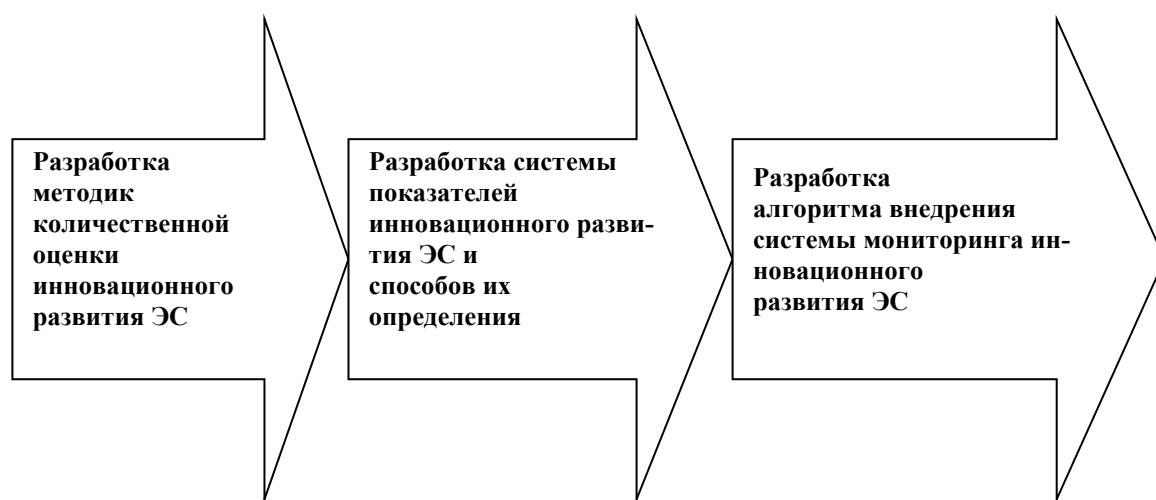 Разработка
методик
количественной
оценки
инновационного
развития ЭС
Разработка системы
показателей
инновационного разви-
тия ЭС и
способов их
определения
Разработка
алгоритма внедрения
системы мониторинга ин-
новационного
развития ЭС